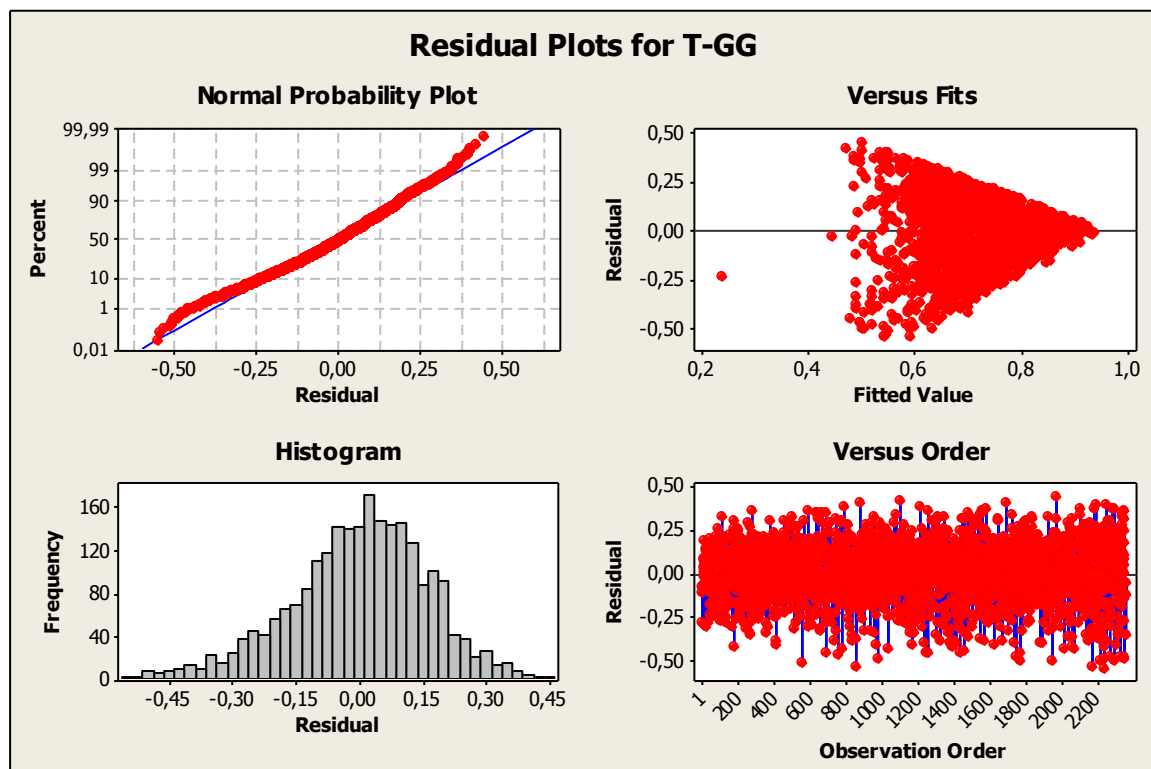 Residual Plots for T-GG
Normal Probability Plot
99,99
99
90
50
10
1
0,01
Percent
-0,50 -0,25 0,00 0,25 0,50
Residual
Versus Fits
0,50
0,25
0,00
-0,25
-0,50
Residual
0,2 0,4 0,6 0,8 1,0
Fitted Value
Histogram
160
120
80
40
0
Frequency
-0,45 -0,30 -0,15 0,00 0,15 0,30 0,45
Residual
Versus Order
0,50
0,25
0,00
-0,25
-0,50
Residual
1 200 400 600 800 1000 1200 1400 1600 1800 2000 2200
Observation Order